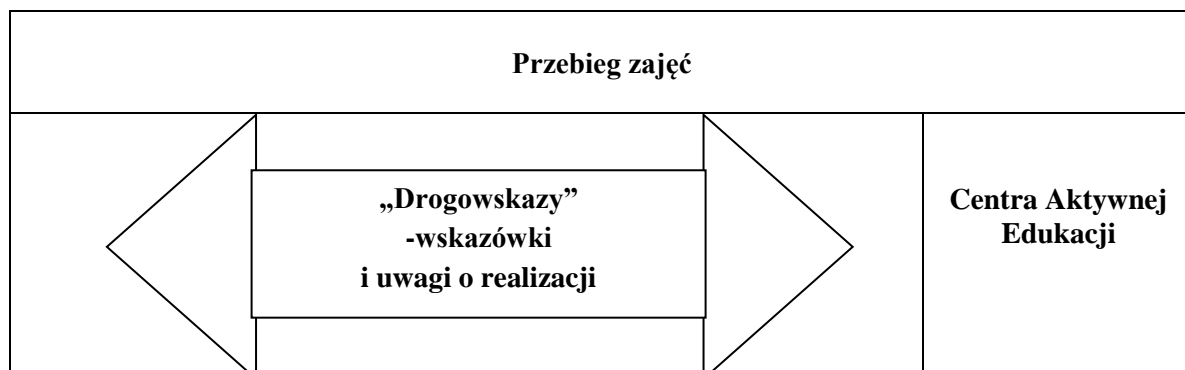 Przebieg zajęć
„Drogowskazy”
-wskazówki
i uwagi o realizacji
Centra Aktywnej
Edukacji